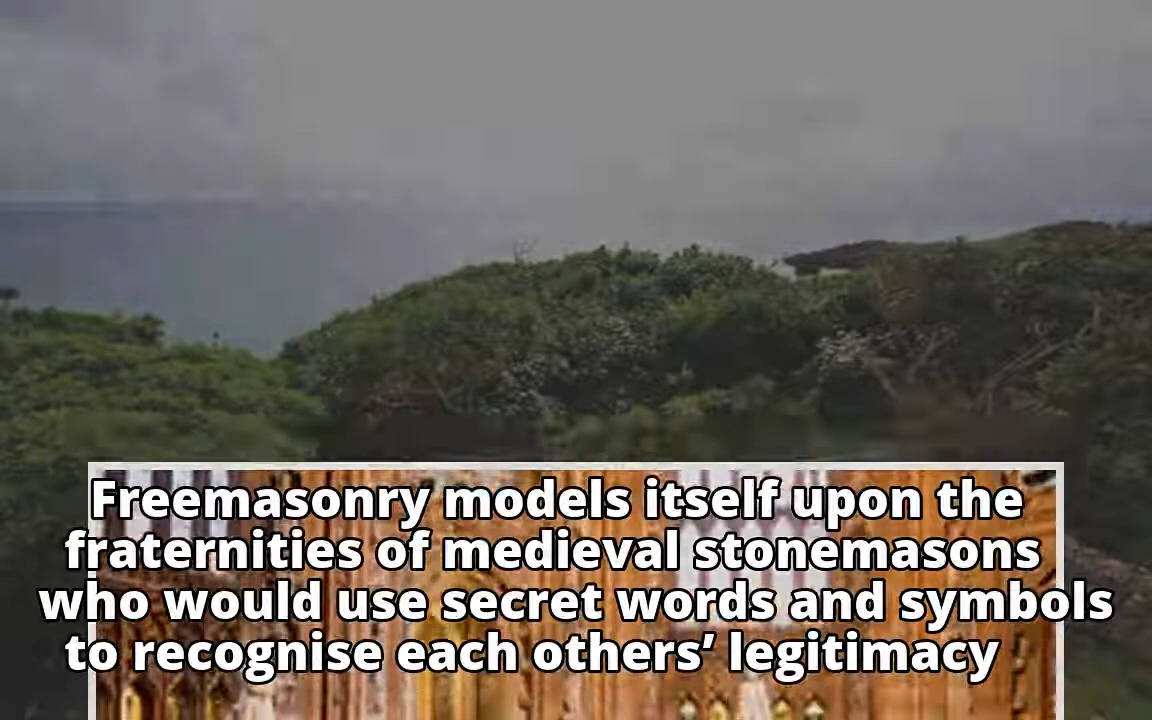 Freemasonry models itself upon the
fraternities of medieval stonemasons
who would use secret words and symbols
to recognise each others’ legitimacy